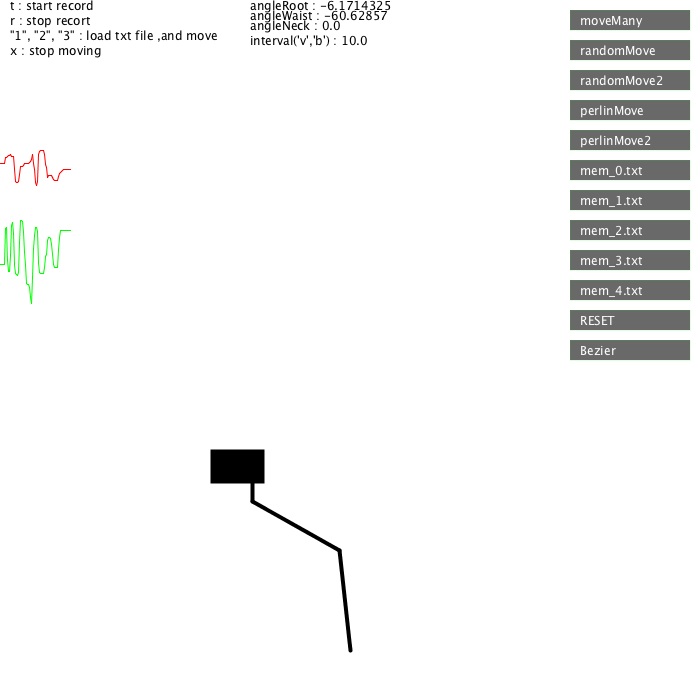 t : start record
r : stop recort
"1", "2", "3" : load txt file ,and move
x : stop moving
angleRoot : -6.1714325
angleWaist : -60.62857
angleNeck : 0.0
interval('v','b') : 10.0
moveMany
randomMove
randomMove2
perlinMove
perlinMove2
mem_0.txt
mem_1.txt
mem_2.txt
mem_3.txt
mem_4.txt
RESET
Bezier